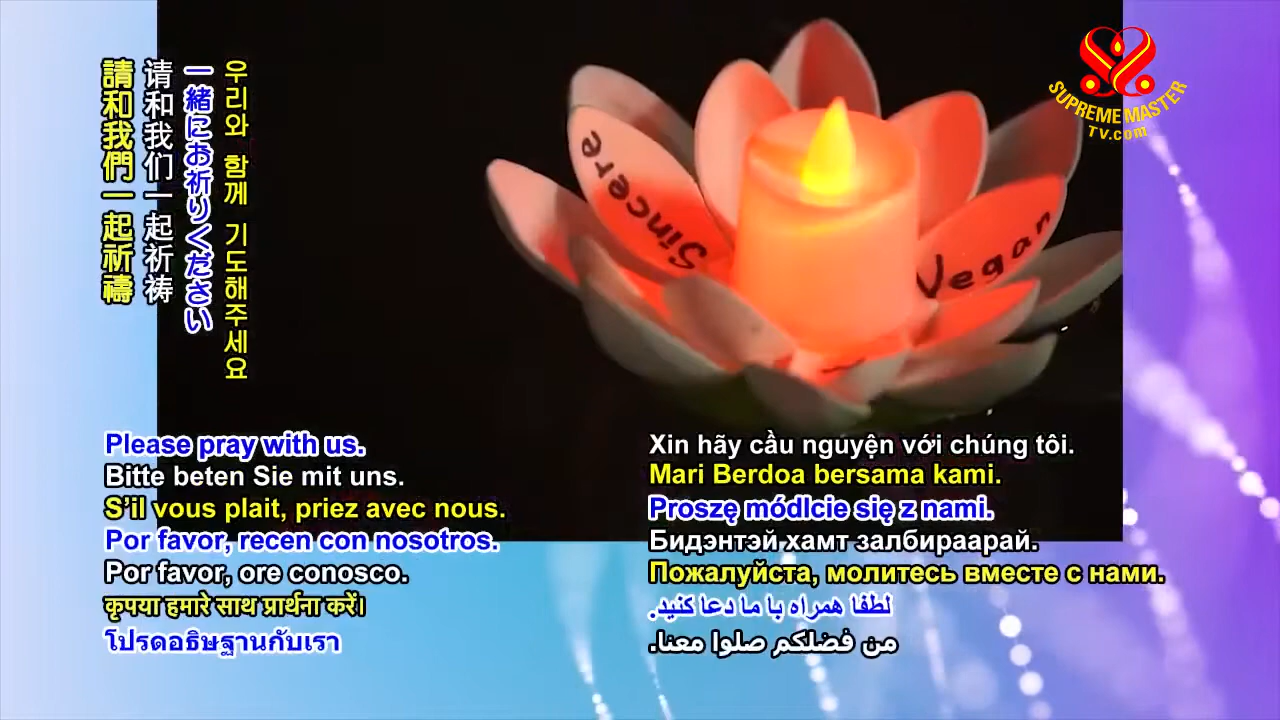 請和我們一起祈禱
请和我们一起祈祷
一緒にお祈りください
우리와 함께 기도해주세요
SUPREME MASTER
TV.com
Sincere
Vegan
Please pray with us.
Bitte beten Sie mit uns.
S’il vous plait, priez avec nous.
Por favor, recen con nosotros.
Por favor, ore conosco.
कृपया हमारे साथ प्रार्थना करें।
โปรดอธิษฐานกับเรา
Xin hãy cầu nguyện với chúng tôi.
Mari Berdoa bersama kami.
Proszę módlcie się z nami.
Бидэнтэй хамт залбираарай.
Пожалуйста, молитесь вместе с нами.
لطفا همراه با ما دعا کنید.
من فضلكم صلوا معنا.